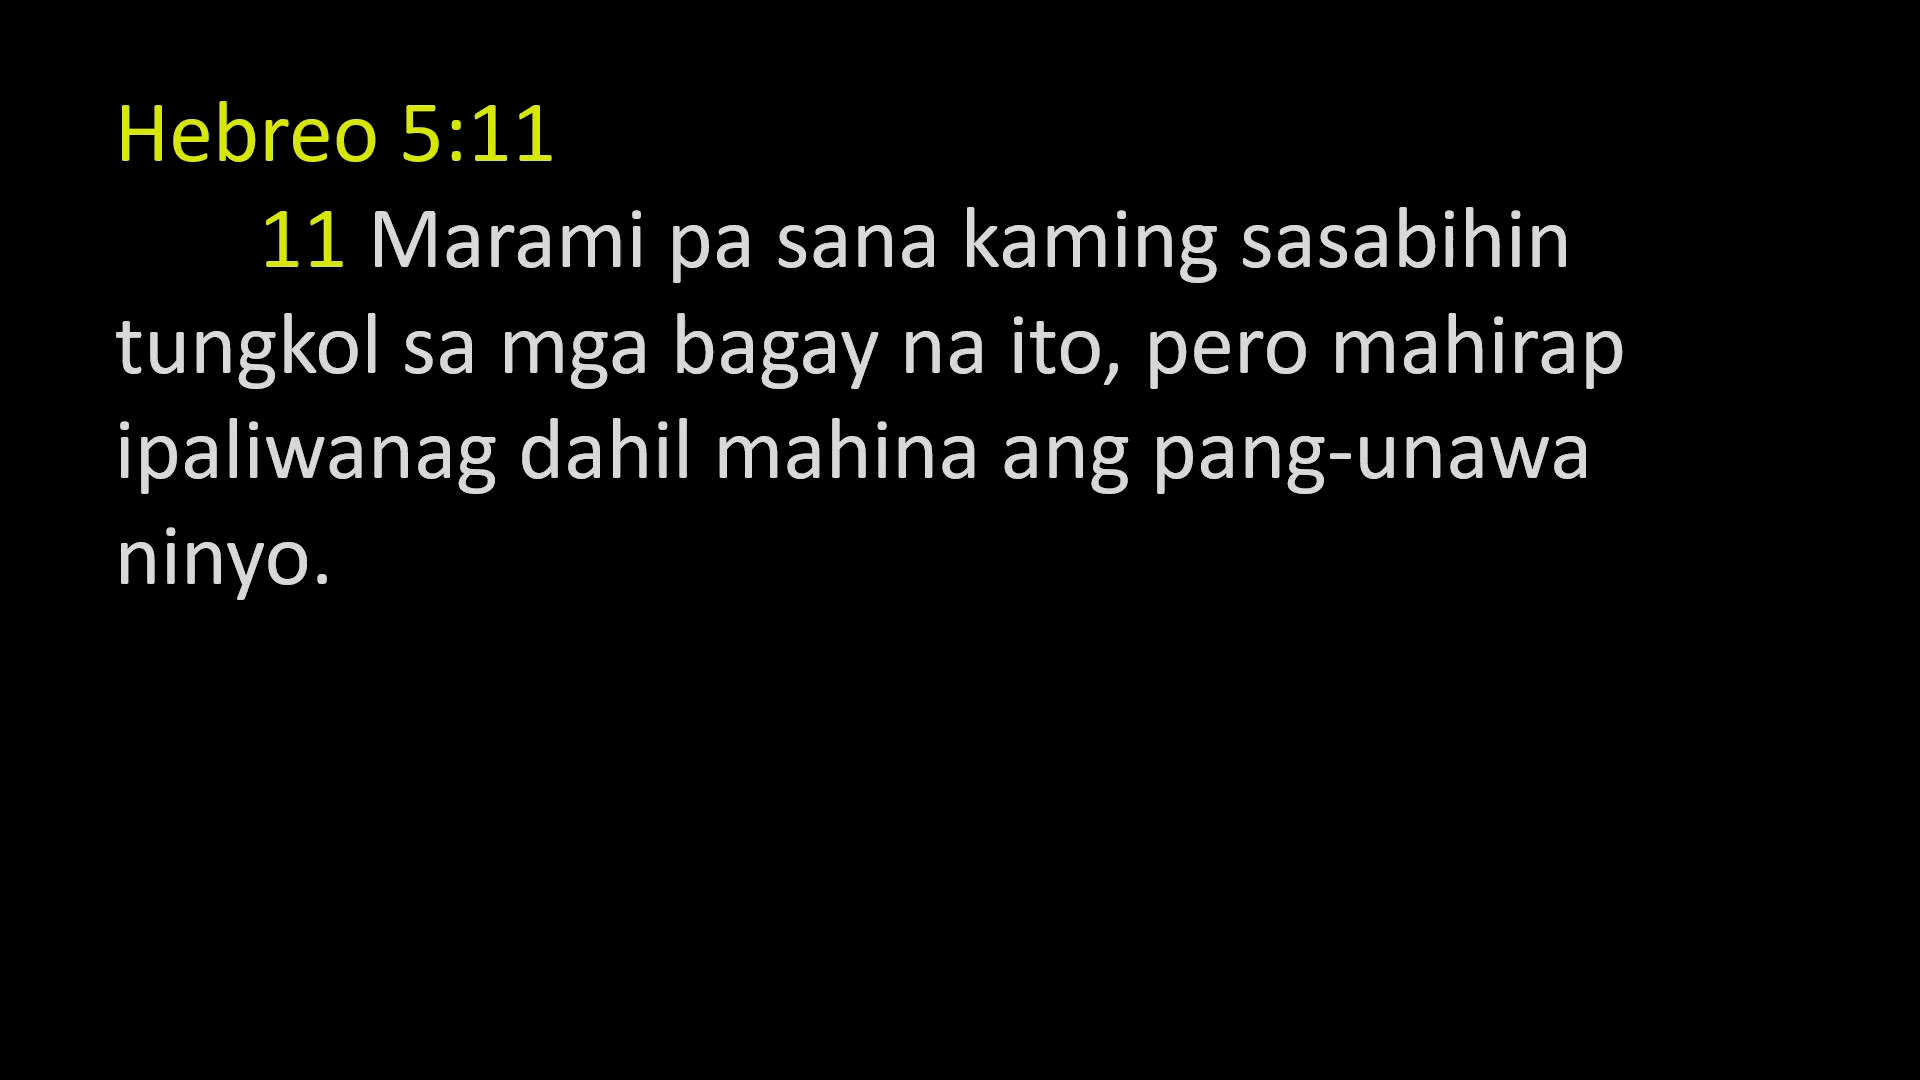 Hebreo 5:11
11 Marami pa sana kaming sasabihin
tungkol sa mga bagay na ito, pero mahirap
ipaliwanag dahil mahina ang pang-unawa
ninyo.